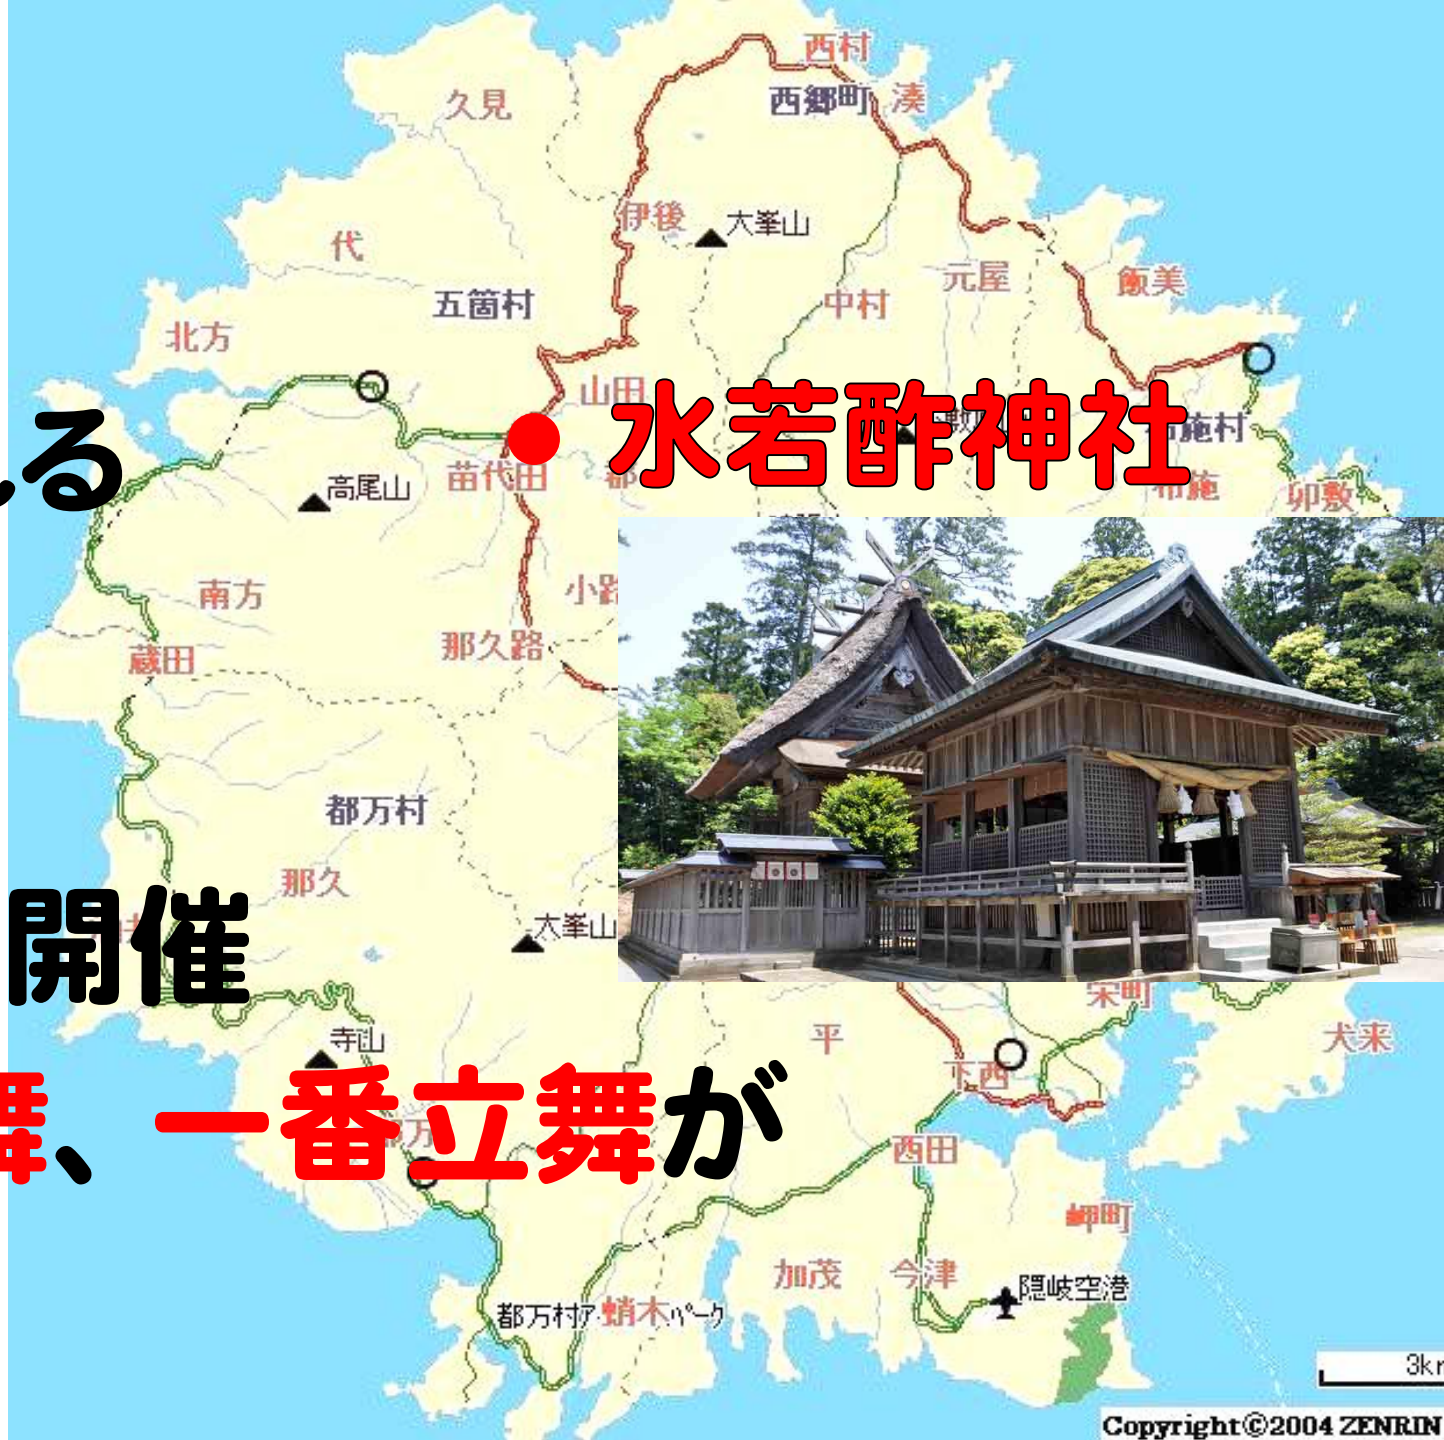 西村
久見
西郷町 湊
伊後
大峯山
代
元屋
飯美
五箇村
中村
北方
山田
水若酢神社
布施村
る
苗代田
高尾山
布施
卯敷
南方
小路
那久路
蔵田
都万村
那久
開催
大峯山
栄町
寺山
平
犬来
下西
舞、一番立舞が
西田
岬町
加茂
今津
隠岐空港
都万村ｱ
蛸木
ﾊﾟｰｸ
3k
Copyright©2004 ZENRIN